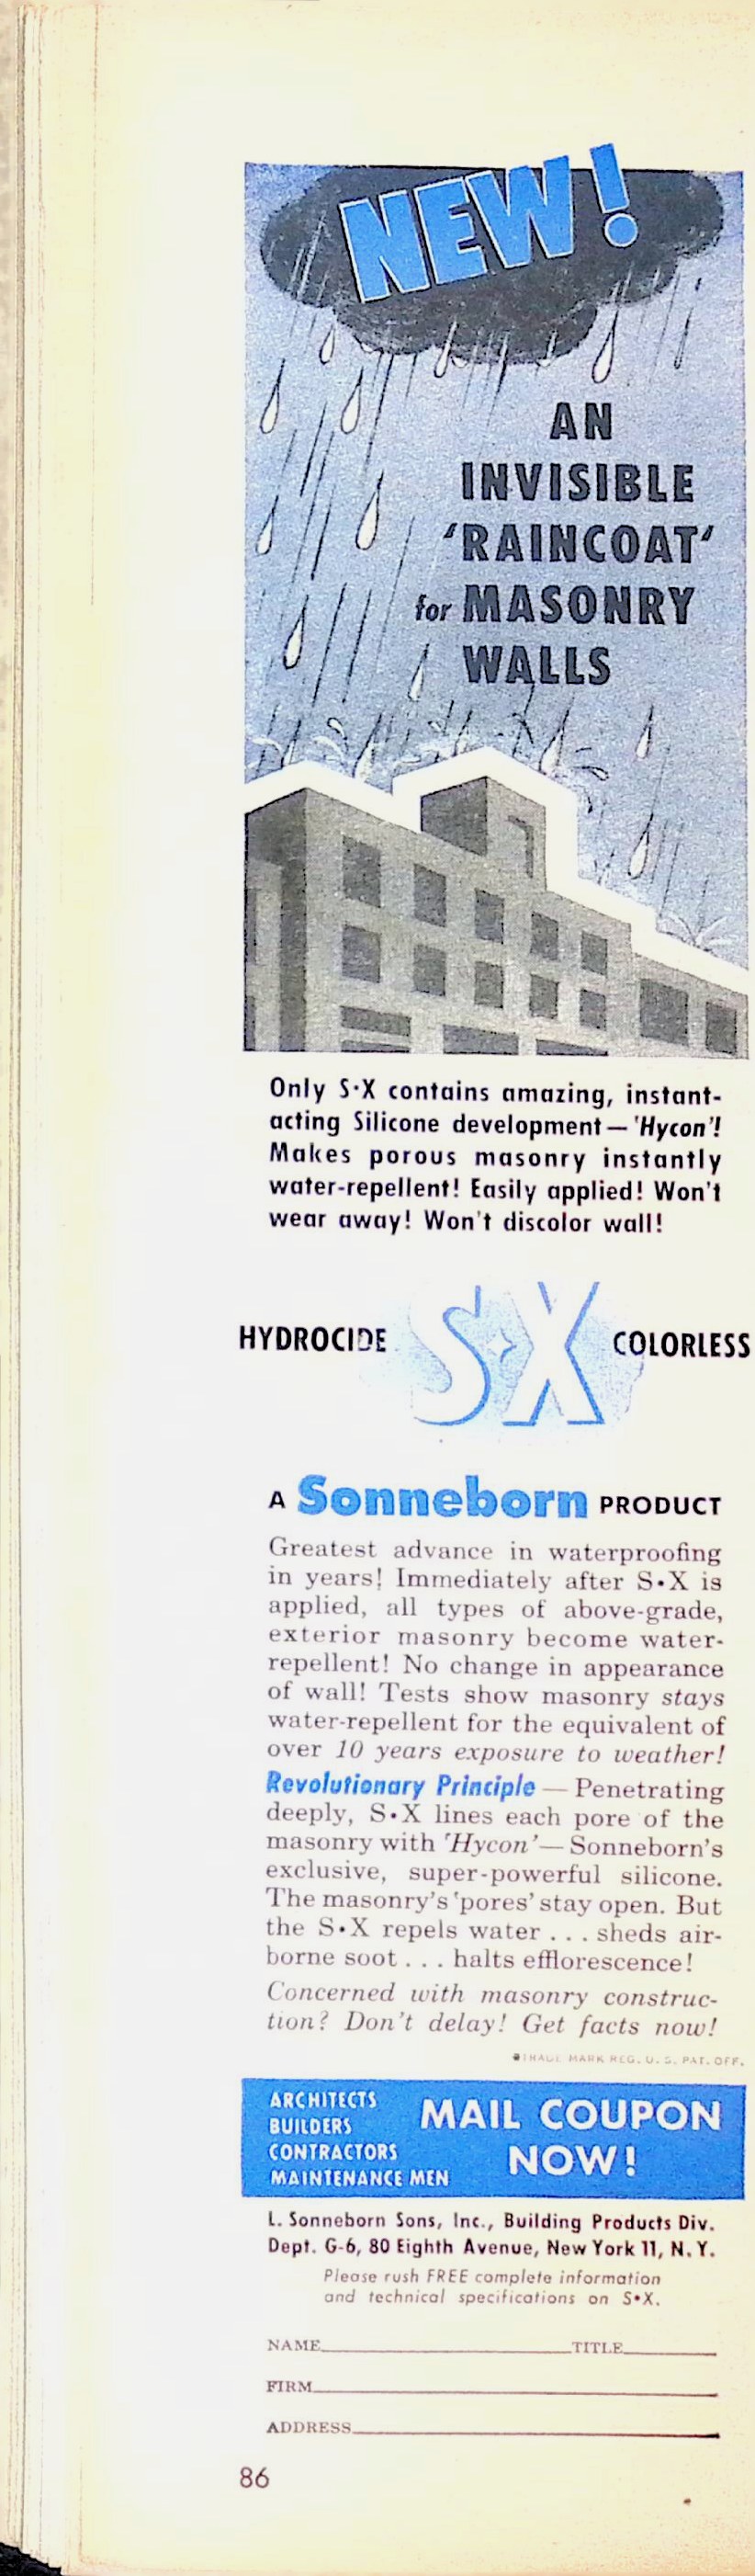 NEW!
AN
INVISIBLE
'RAINCOAT'
for MASONRY
WALLS
Only S·X contains amazing, instant-
acting Silicone development—'Hycon'!
Makes porous masonry instantly
water-repellent! Easily applied! Won't
wear away! Won't discolor wall!
HYDROCIDE S·X COLORLESS
A Sonneborn PRODUCT
Greatest advance in waterproofing
in years! Immediately after S•X is
applied, all types of above-grade,
exterior masonry become water-
repellent! No change in appearance
of wall! Tests show masonry stays
water-repellent for the equivalent of
over 10 years exposure to weather!
Revolutionary Principle — Penetrating
deeply, S•X lines each pore of the
masonry with 'Hycon'—Sonneborn's
exclusive, super-powerful silicone.
The masonry's 'pores' stay open. But
the S•X repels water . . . sheds air-
borne soot . . . halts efflorescence!
Concerned with masonry construc-
tion? Don't delay! Get facts now!
TRADE MARK REG. U. S. PAT. OFF.
ARCHITECTS
BUILDERS
CONTRACTORS
MAINTENANCE MEN
MAIL COUPON
NOW!
L. Sonneborn Sons, Inc., Building Products Div.
Dept. G-6, 80 Eighth Avenue, New York 11, N. Y.
Please rush FREE complete information
and technical specifications on S•X.
NAME TITLE
FIRM
ADDRESS
86